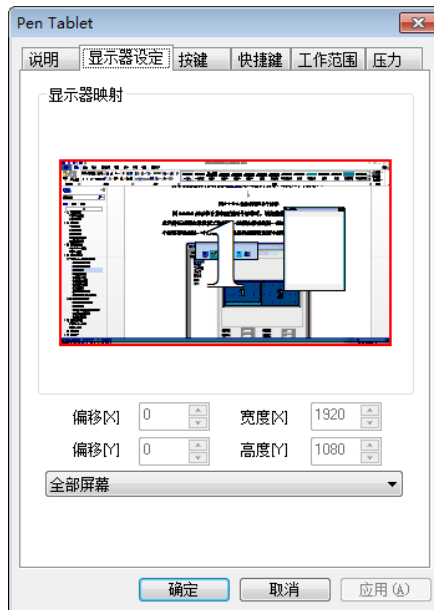 Pen Tablet
说明 显示器设定 按键 快捷鍵 工作范围 压力
显示器映射
1
偏移[X] 0 宽度[X] 1920
偏移[Y] 0 高度[Y] 1080
全部屏幕
确定 取消 应用(A)